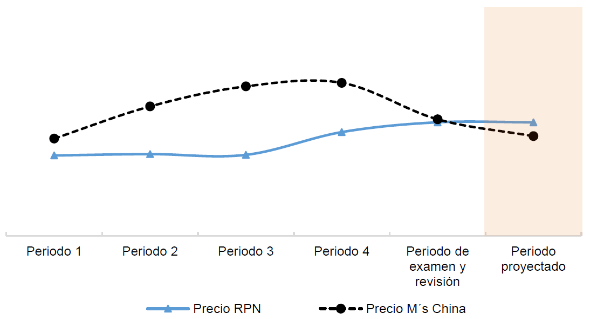 Periodo 1
Periodo 2
Periodo 3
Periodo 4
Periodo de
examen y
revisión
Periodo
proyectado
Precio RPN
Precio M´s China